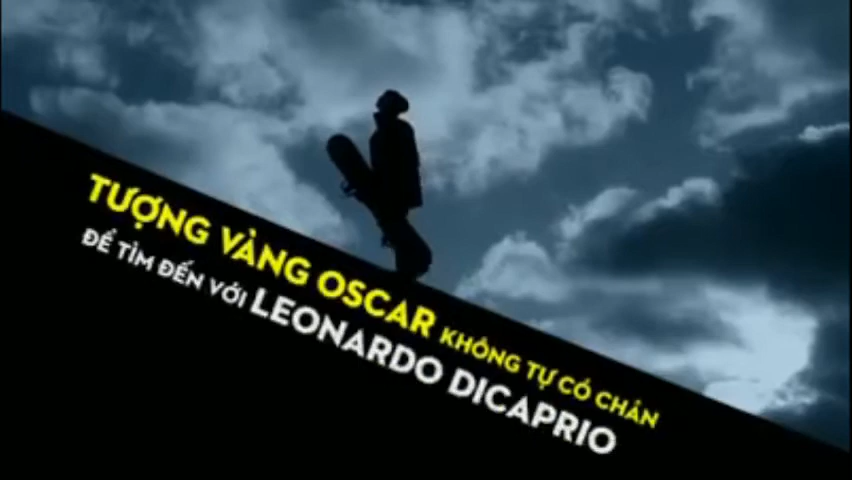 TƯỢNG VÀNG OSCAR KHÔNG TỰ CÓ CHÂN
ĐỂ TÌM ĐẾN VỚI LEONARDO DICAPRIO